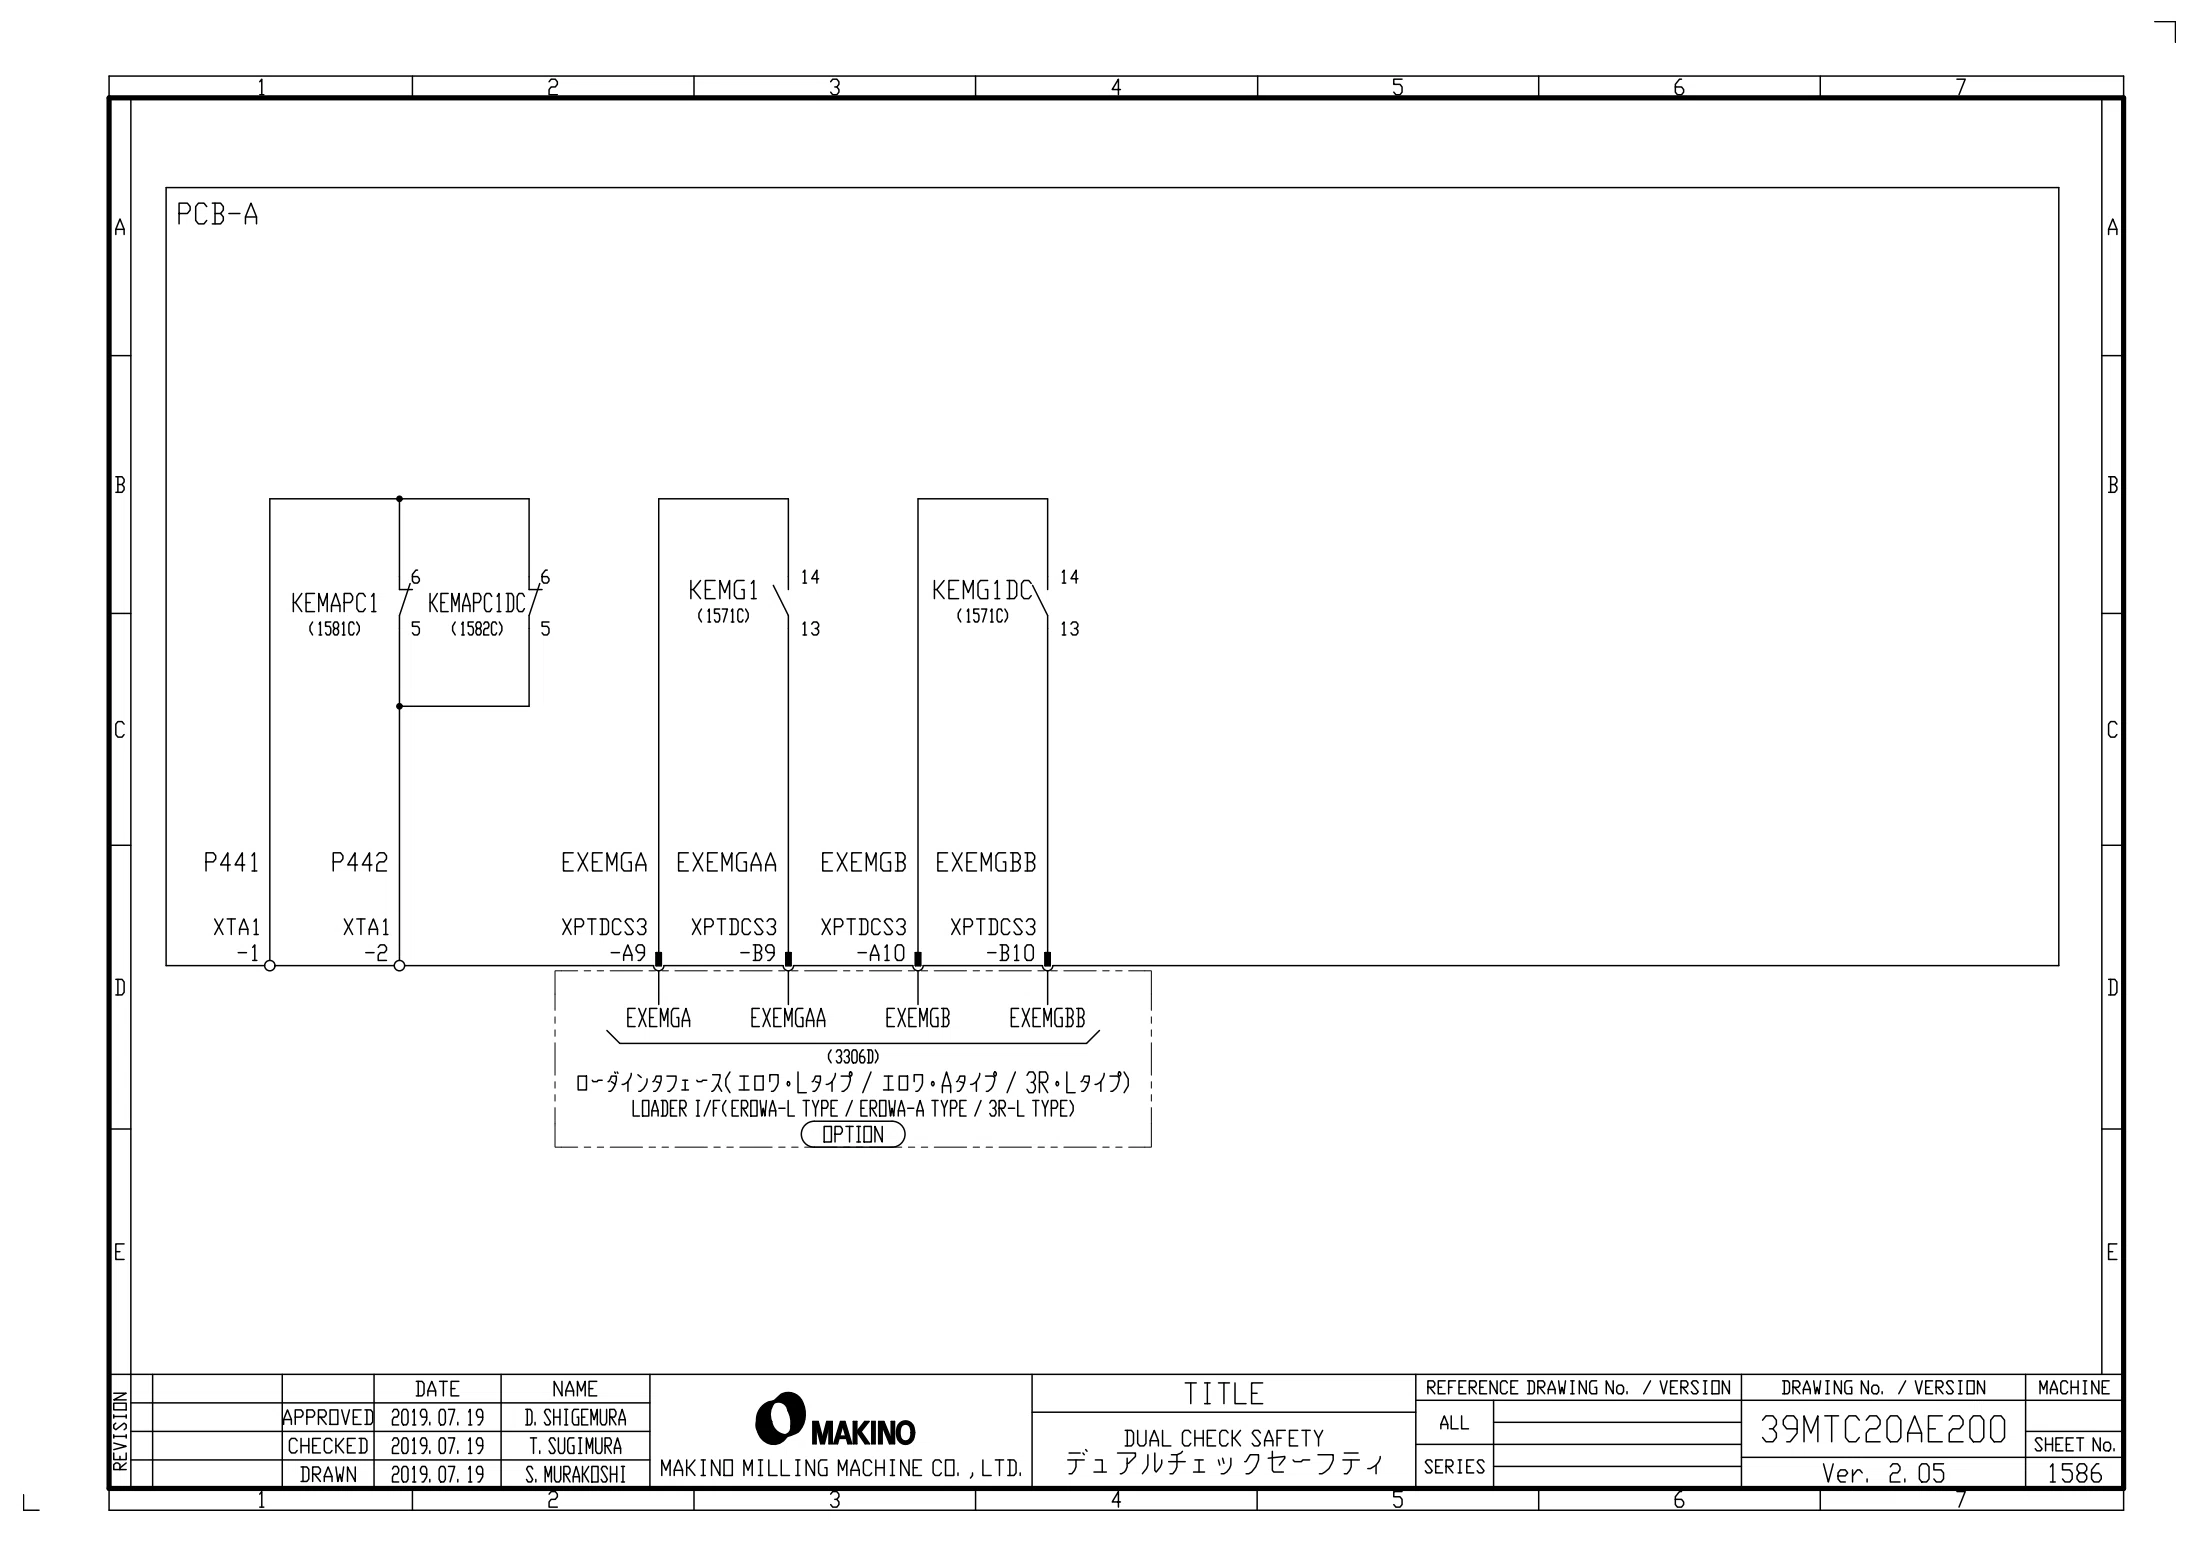 1 2 3 4 5 6 7
A A
PCB-A
B B
6 6 14 14
KEMAPC1 KEMAPC1DC KEMG1 KEMG1DC
(1581C) (1582C) (1571C) (1571C)
5 5 13 13
C C
P441 P442 EXEMGA EXEMGAA EXEMGB EXEMGBB
XTA1 XTA1 XPTDCS3 XPTDCS3 XPTDCS3 XPTDCS3
-1 -2 -A9 -B9 -A10 -B10
D D
EXEMGA EXEMGAA EXEMGB EXEMGBB
(3306D)
ローダインタフェース(エロワ・Lタイプ / エロワ・Aタイプ / 3R・Lタイプ)
LOADER I/F(EROWA-L TYPE / EROWA-A TYPE / 3R-L TYPE)
OPTION
E E
REVISION
DATE NAME
APPROVED 2019.07.19 D. SHIGEMURA
CHECKED 2019.07.19 T. SUGIMURA
DRAWN 2019.07.19 S. MURAKOSHI
MAKINO
MAKINO MILLING MACHINE CO.,LTD.
TITLE
DUAL CHECK SAFETY
デュアルチェックセーフティ
REFERENCE DRAWING No. / VERSION
ALL
SERIES
DRAWING No. / VERSION
39MTC20AE200
Ver. 2.05
MACHINE
SHEET No.
1586
1 2 3 4 5 6 7